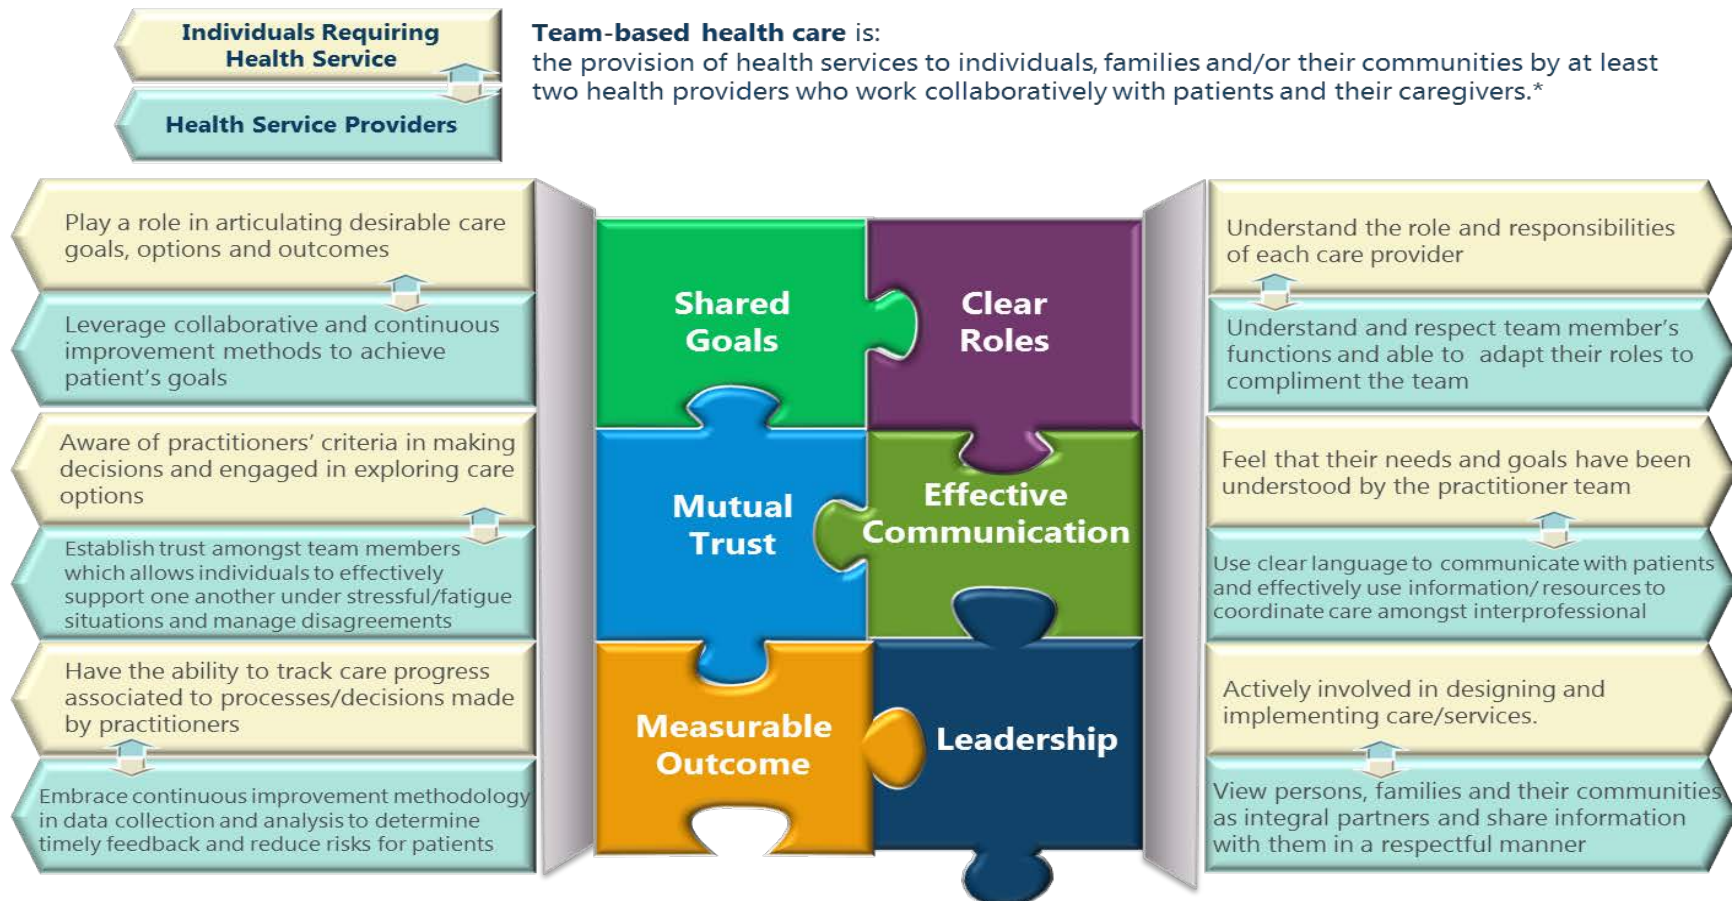 Individuals Requiring
Health Service
Health Service Providers
Team-based health care is:
the provision of health services to individuals, families and/or their communities by at least
two health providers who work collaboratively with patients and their caregivers.*
Play a role in articulating desirable care
goals, options and outcomes
Leverage collaborative and continuous
improvement methods to achieve
patient's goals
Aware of practitioners' criteria in making
decisions and engaged in exploring care
options
Establish trust amongst team members
which allows individuals to effectively
support one another under stressful/fatigue
situations and manage disagreements
Have the ability to track care progress
associated to processes/decisions made
by practitioners
Embrace continuous improvement methodology
in data collection and analysis to determine
timely feedback and reduce risks for patients
Shared
Goals
Clear
Roles
Mutual
Trust
Effective
Communication
Measurable
Outcome
Leadership
Understand the role and responsibilities
of each care provider
Understand and respect team member's
functions and able to adapt their roles to
compliment the team
Feel that their needs and goals have been
understood by the practitioner team
Use clear language to communicate with patients
and effectively use information/ resources to
coordinate care amongst interprofessional
Actively involved in designing and
implementing care/services.
View persons, families and their communities
as integral partners and share information
with them in a respectful manner